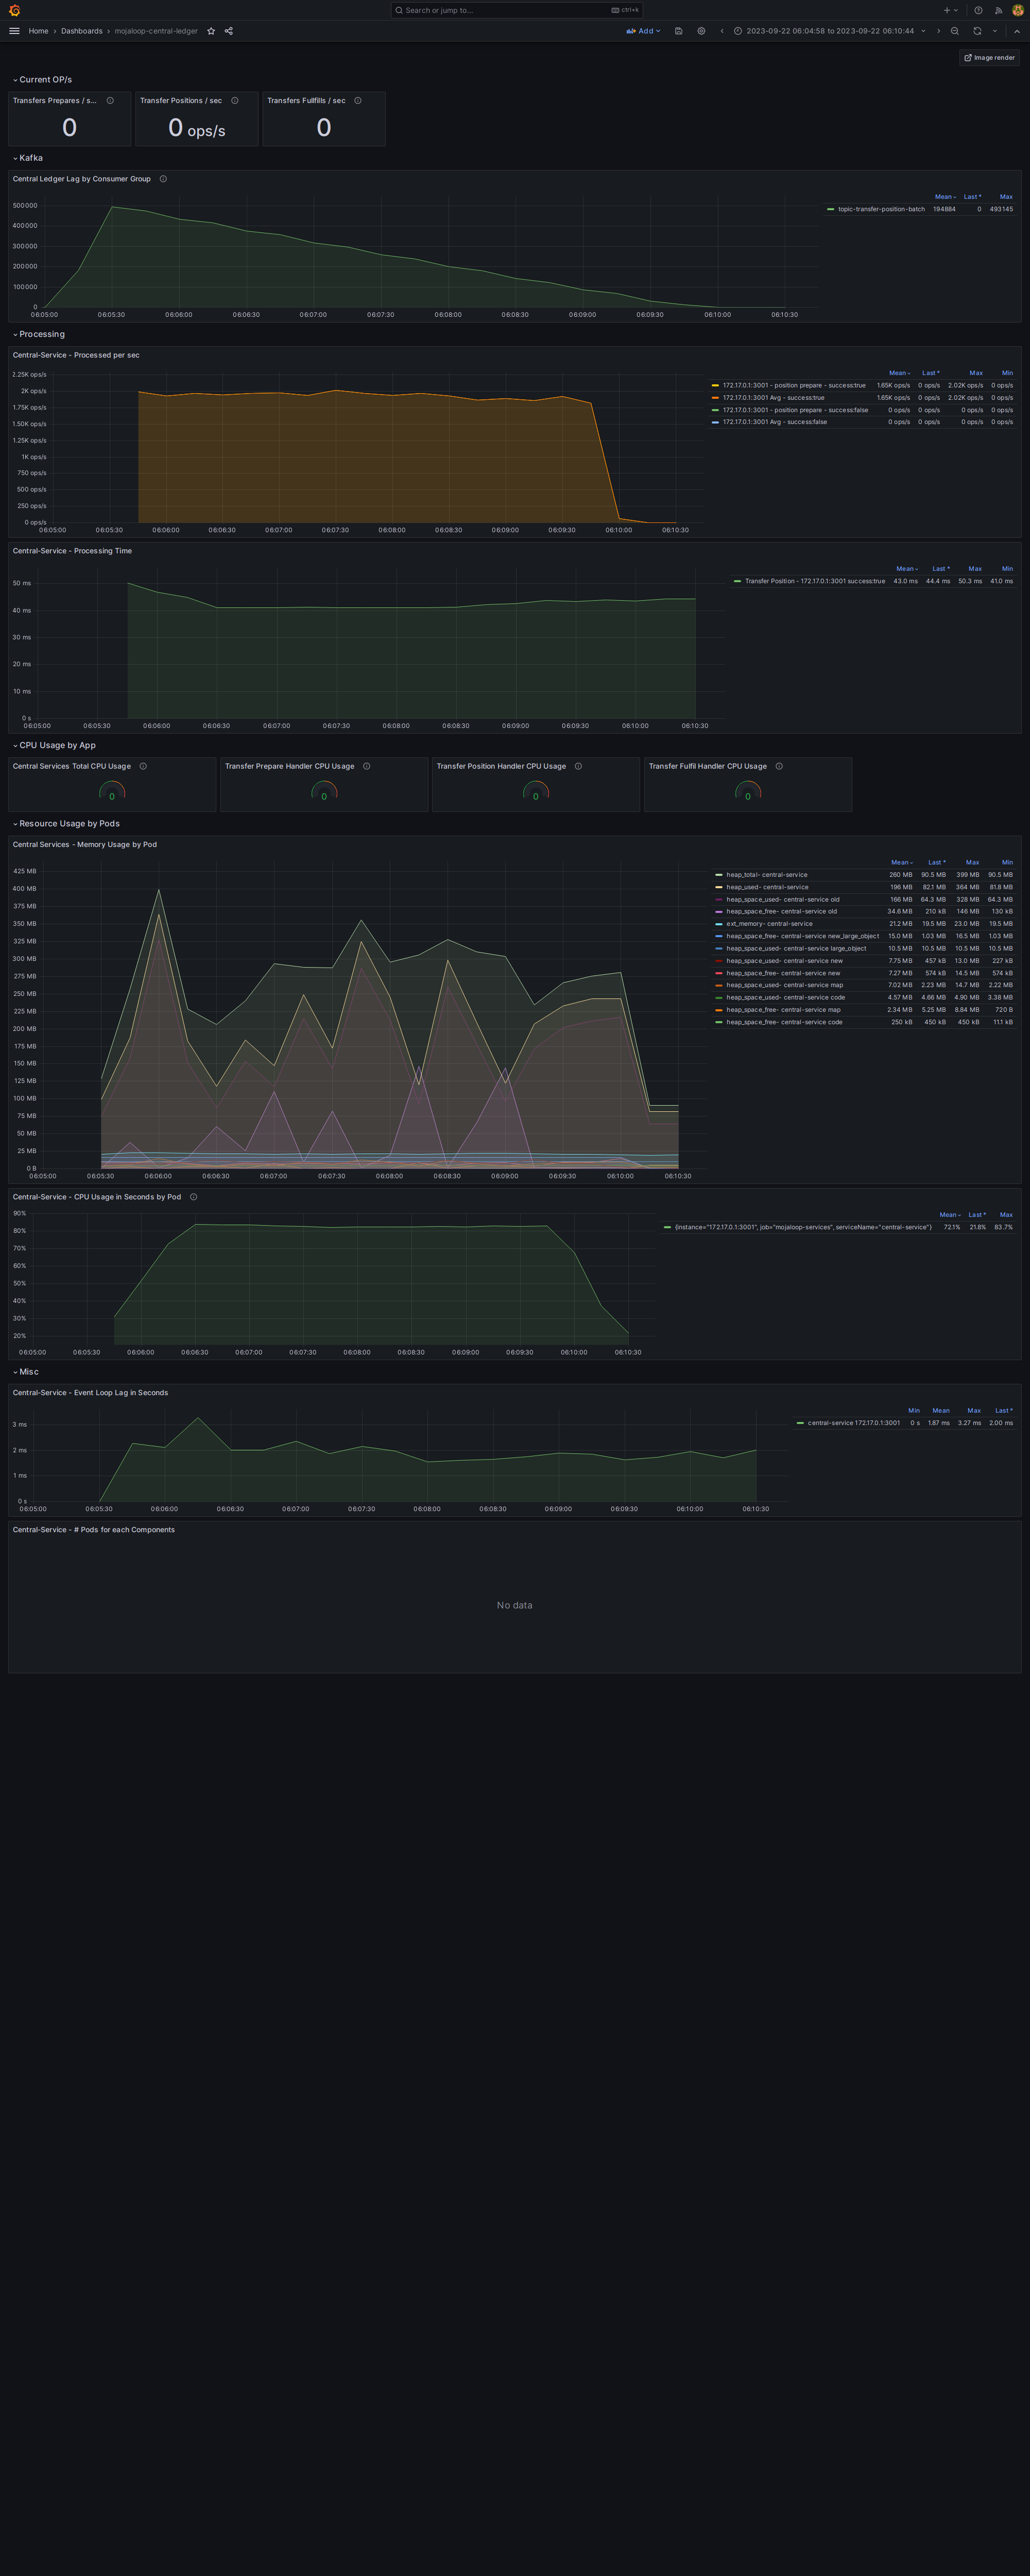 Search or jump to...
ctrl+k
Home › Dashboards › mojaloop-central-ledger
Add
2023-09-22 06:04:58 to 2023-09-22 06:10:44
Image render
Current OP/s
Transfers Prepares / s...
0
Transfer Positions / sec
0 ops/s
Transfers Fullfills / sec
0
Kafka
Central Ledger Lag by Consumer Group
500000
400000
300000
200000
100000
0
06:05:00 06:05:30 06:06:00 06:06:30 06:07:00 06:07:30 06:08:00 06:08:30 06:09:00 06:09:30 06:10:00 06:10:30
Mean Last * Max
topic-transfer-position-batch 194884 0 493145
Processing
Central-Service - Processed per sec
2.25K ops/s
2K ops/s
1.75K ops/s
1.50K ops/s
1.25K ops/s
1K ops/s
750 ops/s
500 ops/s
250 ops/s
0 ops/s
06:05:00 06:05:30 06:06:00 06:06:30 06:07:00 06:07:30 06:08:00 06:08:30 06:09:00 06:09:30 06:10:00 06:10:30
Mean Last * Max Min
172.17.0.1:3001 - position prepare - success:true 1.65K ops/s 0 ops/s 2.02K ops/s 0 ops/s
172.17.0.1:3001 Avg - success:true 1.65K ops/s 0 ops/s 2.02K ops/s 0 ops/s
172.17.0.1:3001 - position prepare - success:false 0 ops/s 0 ops/s 0 ops/s 0 ops/s
172.17.0.1:3001 Avg - success:false 0 ops/s 0 ops/s 0 ops/s 0 ops/s
Central-Service - Processing Time
50 ms
40 ms
30 ms
20 ms
10 ms
0 s
06:05:00 06:05:30 06:06:00 06:06:30 06:07:00 06:07:30 06:08:00 06:08:30 06:09:00 06:09:30 06:10:00 06:10:30
Mean Last * Max Min
Transfer Position - 172.17.0.1:3001 success:true 43.0 ms 44.4 ms 50.3 ms 41.0 ms
CPU Usage by App
Central Services Total CPU Usage
0
Transfer Prepare Handler CPU Usage
0
Transfer Position Handler CPU Usage
0
Transfer Fulfil Handler CPU Usage
0
Resource Usage by Pods
Central Services - Memory Usage by Pod
425 MB
400 MB
375 MB
350 MB
325 MB
300 MB
275 MB
250 MB
225 MB
200 MB
175 MB
150 MB
125 MB
100 MB
75 MB
50 MB
25 MB
0 B
06:05:00 06:05:30 06:06:00 06:06:30 06:07:00 06:07:30 06:08:00 06:08:30 06:09:00 06:09:30 06:10:00 06:10:30
Mean Last * Max Min
heap_total- central-service 260 MB 90.5 MB 399 MB 90.5 MB
heap_used- central-service 196 MB 82.1 MB 364 MB 81.8 MB
heap_space_used- central-service old 166 MB 64.3 MB 328 MB 64.3 MB
heap_space_free- central-service old 34.6 MB 210 kB 146 MB 130 kB
ext_memory- central-service 21.2 MB 19.5 MB 23.0 MB 19.5 MB
heap_space_free- central-service new_large_object 15.0 MB 1.03 MB 16.5 MB 1.03 MB
heap_space_used- central-service large_object 10.5 MB 10.5 MB 10.5 MB 10.5 MB
heap_space_used- central-service new 7.75 MB 457 kB 13.0 MB 227 kB
heap_space_free- central-service new 7.27 MB 574 kB 14.5 MB 574 kB
heap_space_used- central-service map 7.02 MB 2.23 MB 14.7 MB 2.22 MB
heap_space_used- central-service code 4.57 MB 4.66 MB 4.90 MB 3.38 MB
heap_space_free- central-service map 2.34 MB 5.25 MB 8.84 MB 720 B
heap_space_free- central-service code 250 kB 450 kB 450 kB 11.1 kB
Central-Service - CPU Usage in Seconds by Pod
90%
80%
70%
60%
50%
40%
30%
20%
06:05:00 06:05:30 06:06:00 06:06:30 06:07:00 06:07:30 06:08:00 06:08:30 06:09:00 06:09:30 06:10:00 06:10:30
Mean Last * Max
{instance="172.17.0.1:3001", job="mojaloop-services", serviceName="central-service"} 72.1% 21.8% 83.7%
Misc
Central-Service - Event Loop Lag in Seconds
3 ms
2 ms
1 ms
0 s
06:05:00 06:05:30 06:06:00 06:06:30 06:07:00 06:07:30 06:08:00 06:08:30 06:09:00 06:09:30 06:10:00 06:10:30
Min Mean Max Last *
central-service 172.17.0.1:3001 0 s 1.87 ms 3.27 ms 2.00 ms
Central-Service - # Pods for each Components
No data